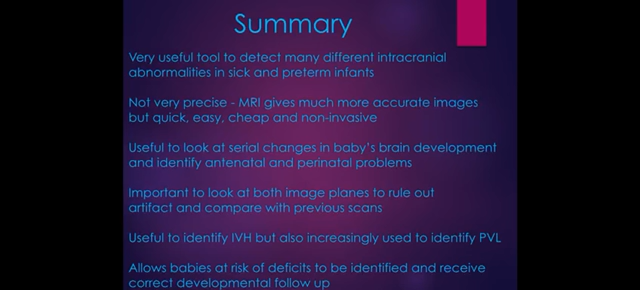 Summary
Very useful tool to detect many different intracranial
abnormalities in sick and preterm infants
Not very precise - MRI gives much more accurate images
but quick, easy, cheap and non-invasive
Useful to look at serial changes in baby's brain development
and identify antenatal and perinatal problems
Important to look at both image planes to rule out
artifact and compare with previous scans
Useful to identify IVH but also increasingly used to identify PVL
Allows babies at risk of deficits to be identified and receive
correct developmental follow up